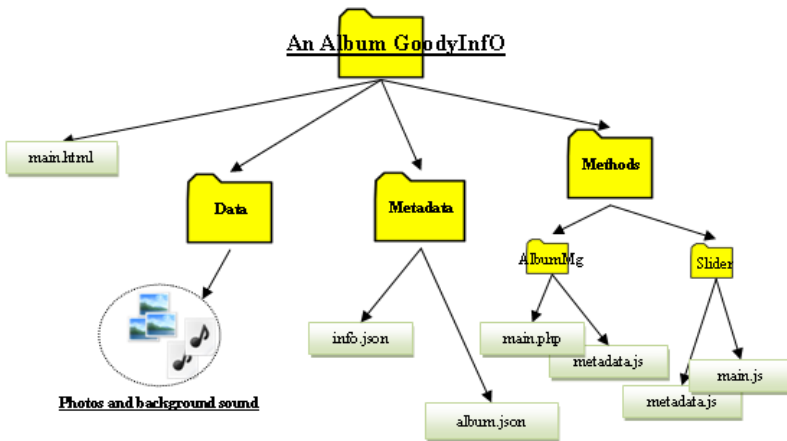 An Album GoodyInfO
main.html
Methods
Data
Metadata
AlbumMg
Slider
info.json
main.php
metadata.js
main.js
metadata.js
Photos and background sound
album.json